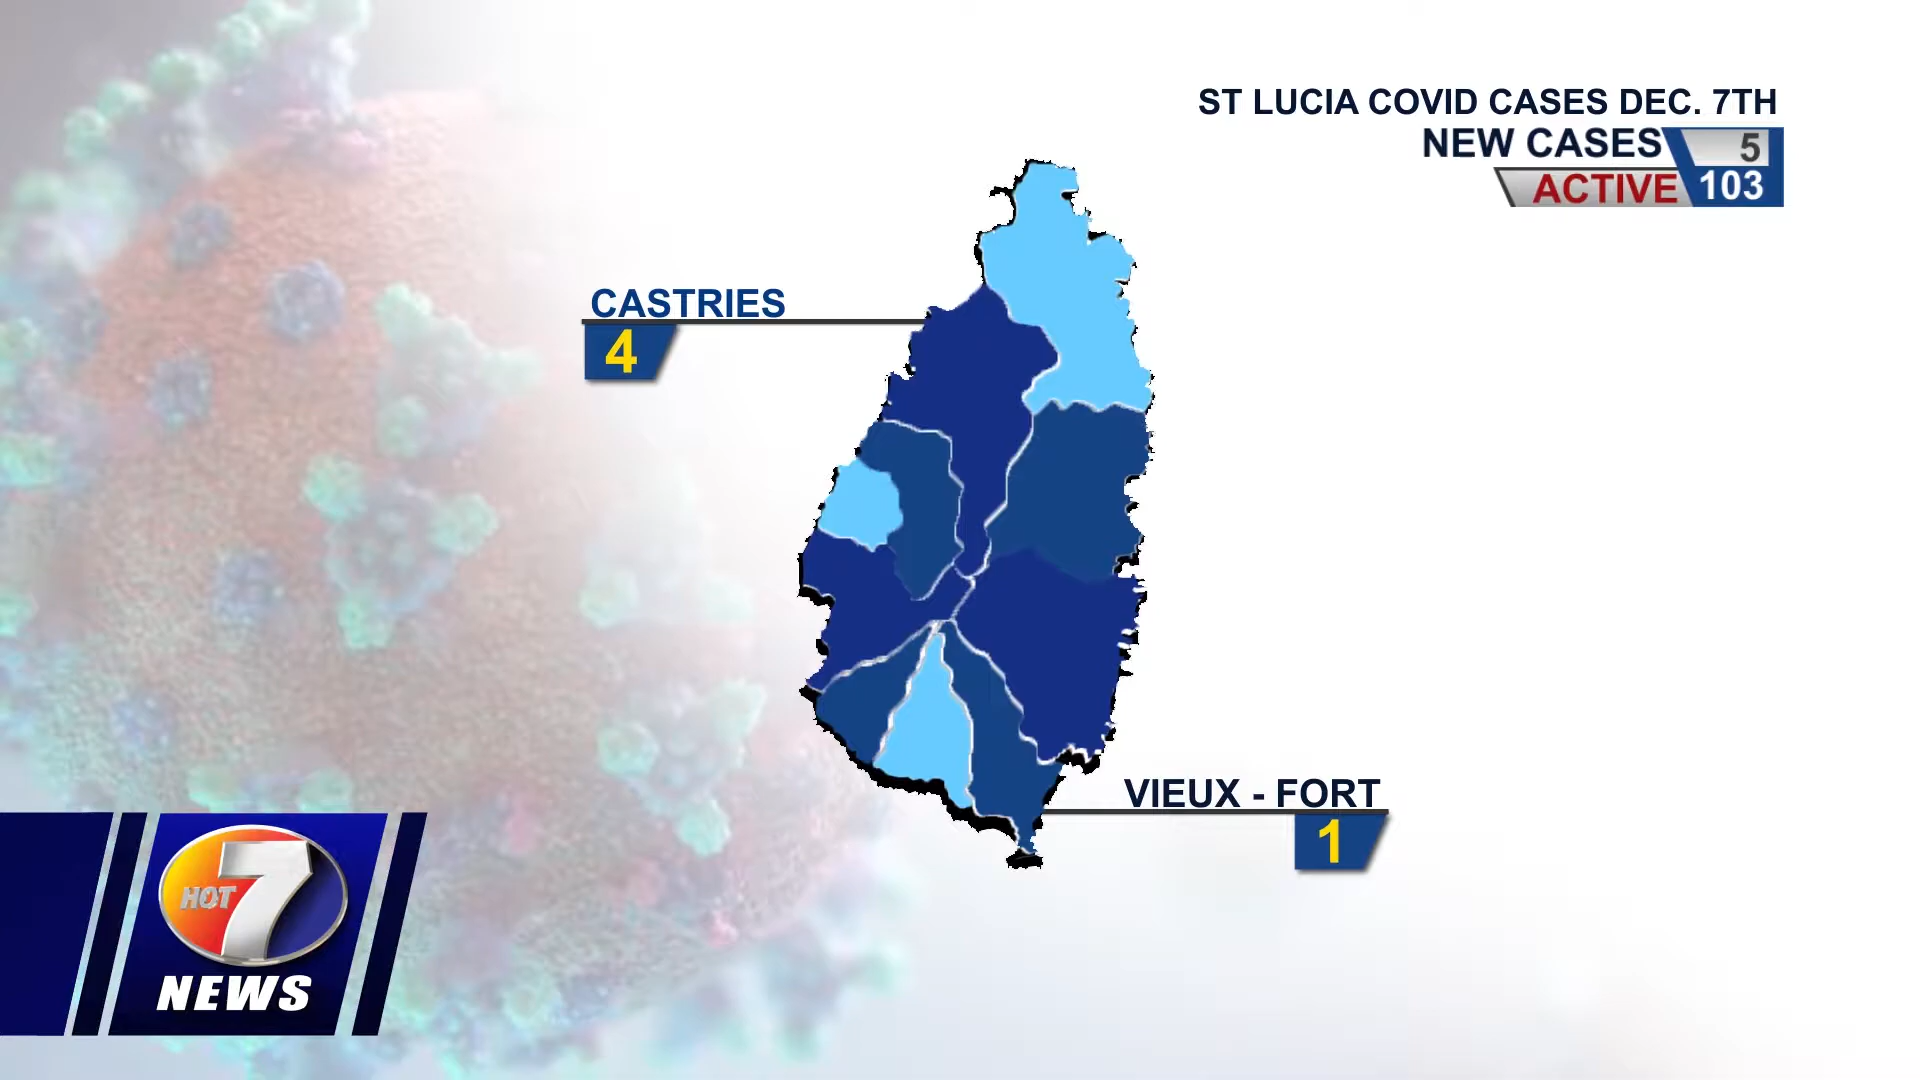 ST LUCIA COVID CASES DEC. 7TH
NEW CASES 5
ACTIVE 103
CASTRIES
4
VIEUX - FORT
1
HOT 7
NEWS